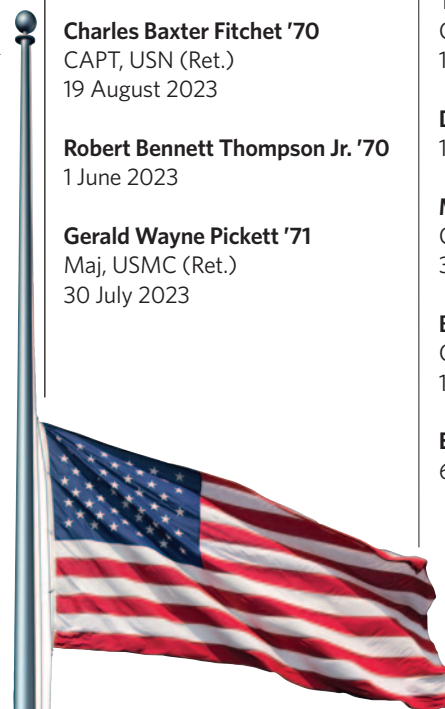 Charles Baxter Fitchet '70
CAPT, USN (Ret.)
19 August 2023
Robert Bennett Thompson Jr. '70
1 June 2023
Gerald Wayne Pickett '71
Maj, USMC (Ret.)
30 July 2023